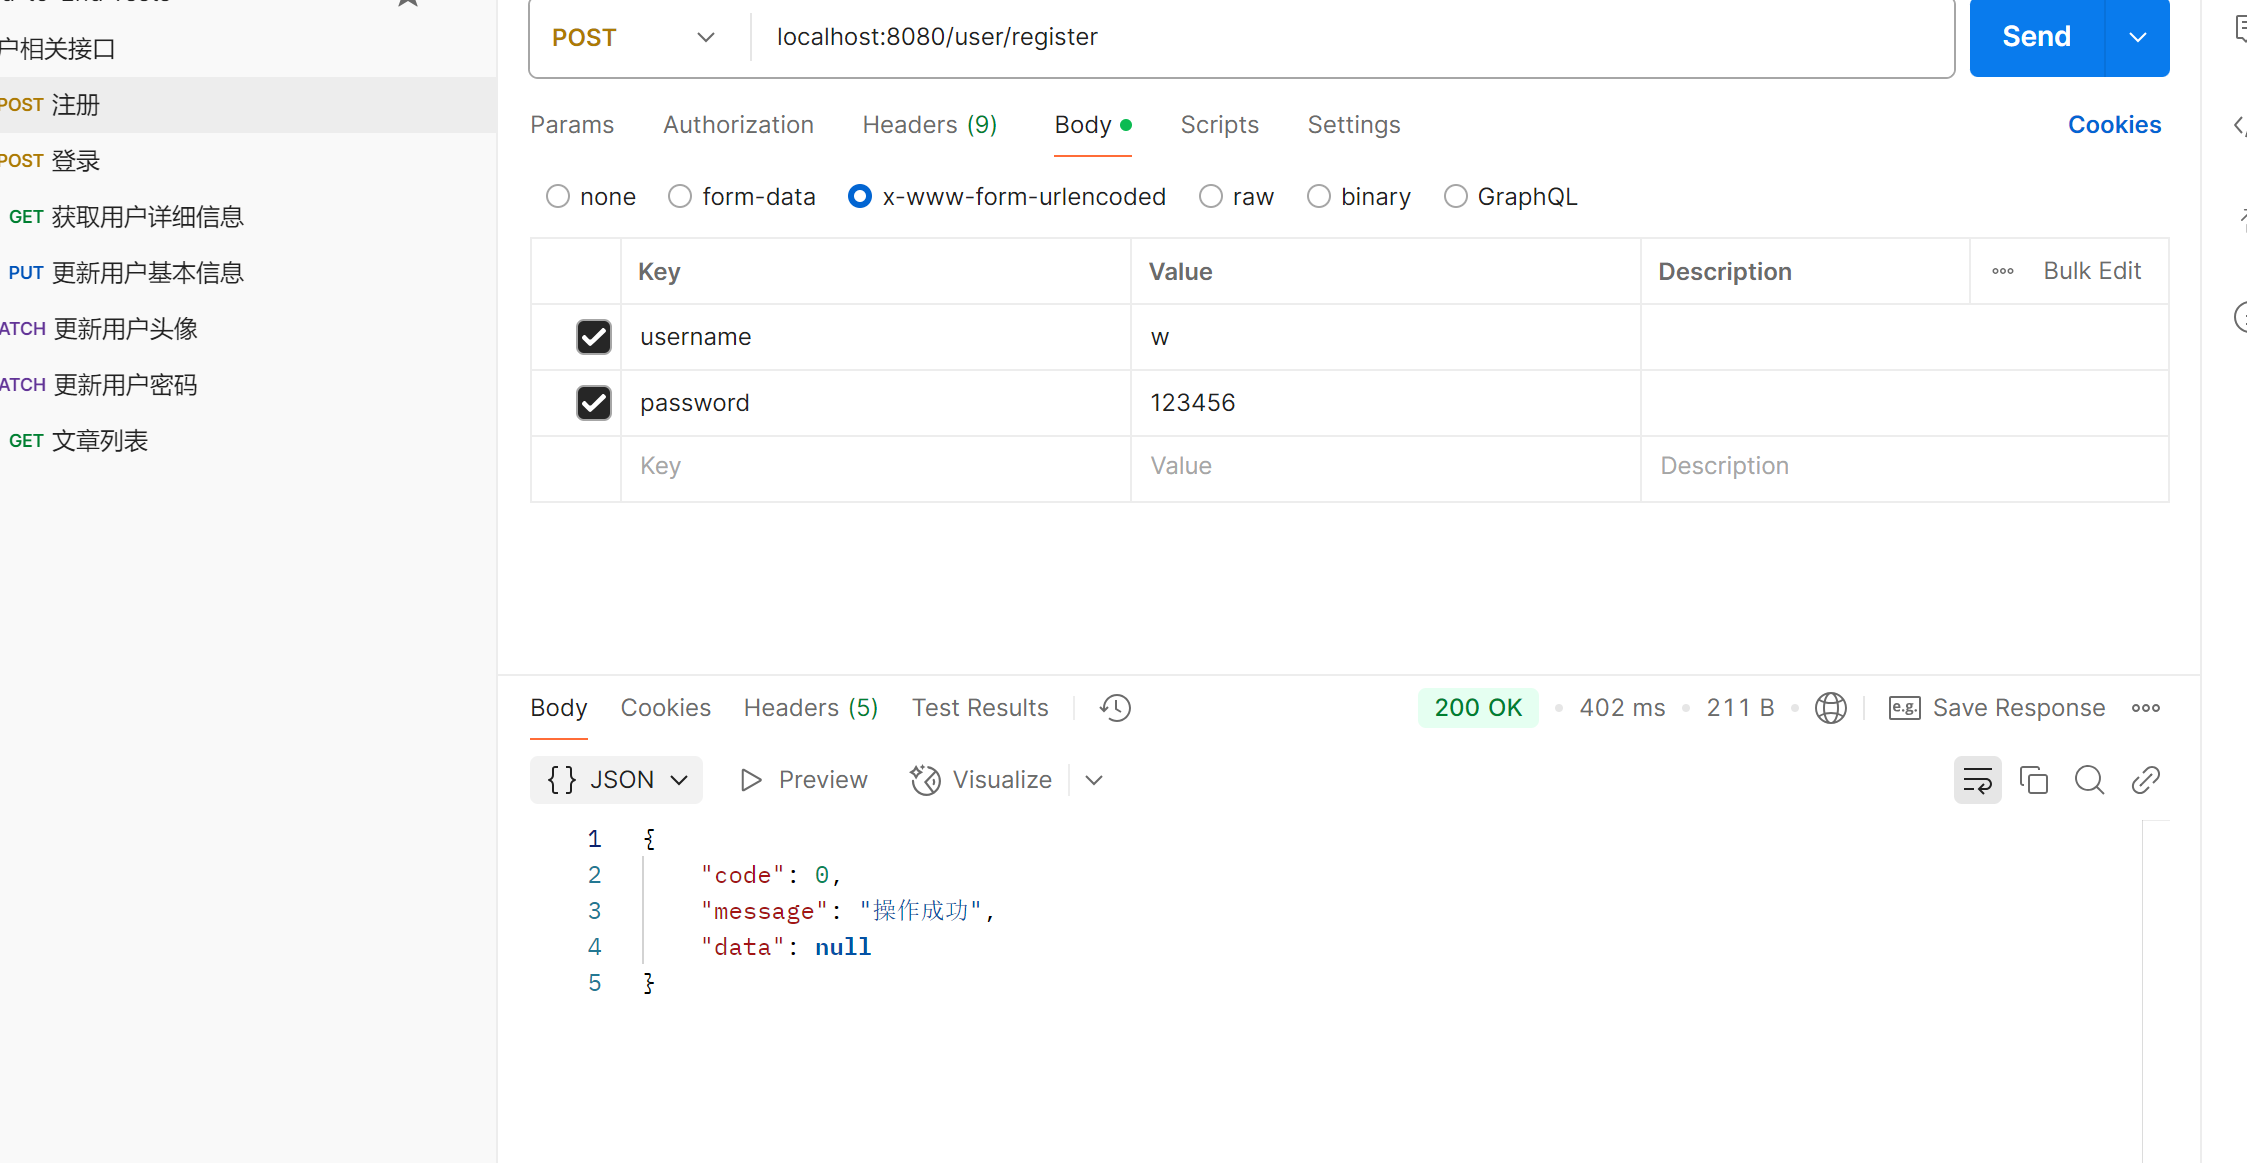 户相关接口
POST 注册
POST 登录
GET 获取用户详细信息
PUT 更新用户基本信息
ATCH 更新用户头像
ATCH 更新用户密码
GET 文章列表
POST localhost:8080/user/register Send
Params Authorization Headers (9) Body Scripts Settings Cookies
none form-data x-www-form-urlencoded raw binary GraphQL
Key Value Description Bulk Edit
username w
password 123456
Key Value Description
Body Cookies Headers (5) Test Results 200 OK 402 ms 211 B e.g. Save Response
{} JSON Preview Visualize
1 {
2 "code": 0,
3 "message": "操作成功",
4 "data": null
5 }